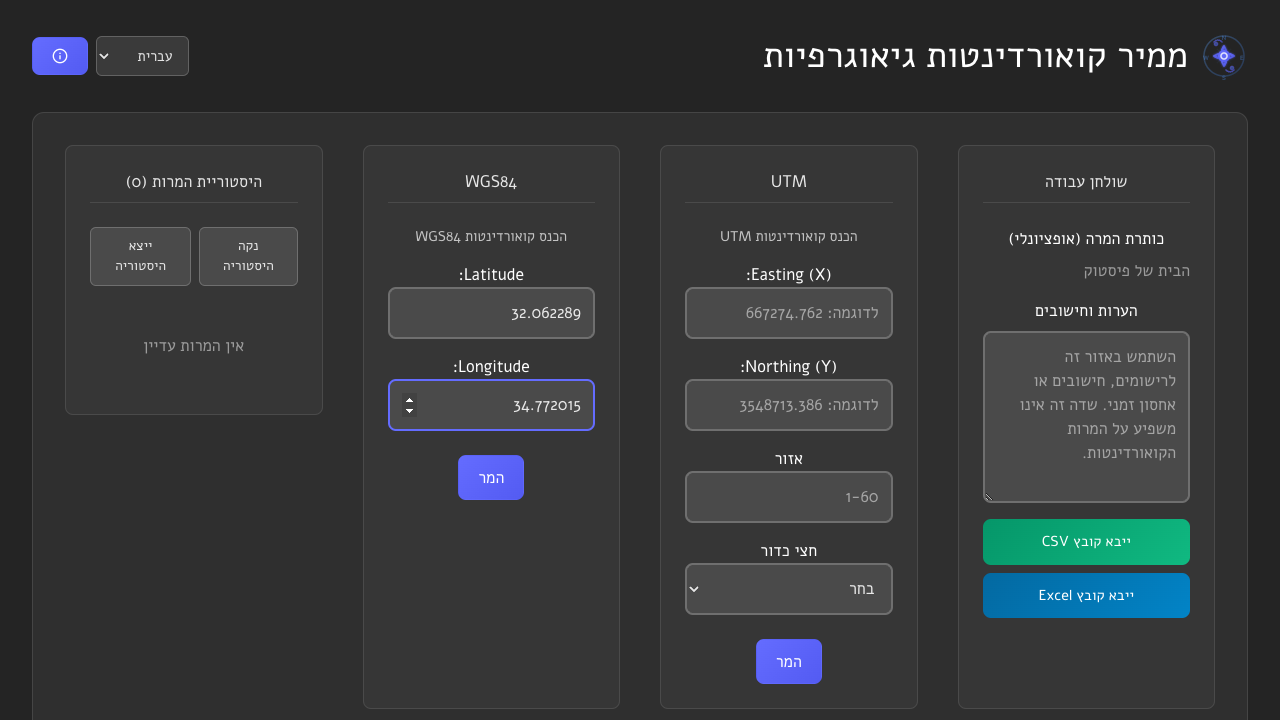 ממיר קואורדינטות גיאוגרפיות
עברית
שולחן עבודה
כותרת המרה (אופציונלי)
הבית של פיסטוק
הערות וחישובים
השתמש באזור זה
לרישומים, חישובים או
אחסון זמני. שדה זה אינו
משפיע על המרות
הקואורדינטות.
ייבא קובץ CSV
ייבא קובץ Excel
UTM
הכנס קואורדינטות UTM
Easting (X):
לדוגמה: 667274.762
Northing (Y):
לדוגמה: 3548713.386
אזור
1-60
חצי כדור
בחר
המר
WGS84
הכנס קואורדינטות WGS84
Latitude:
32.062289
Longitude:
34.772015
המר
היסטוריית המרות (0)
נקה
היסטוריה
ייצא
היסטוריה
אין המרות עדיין